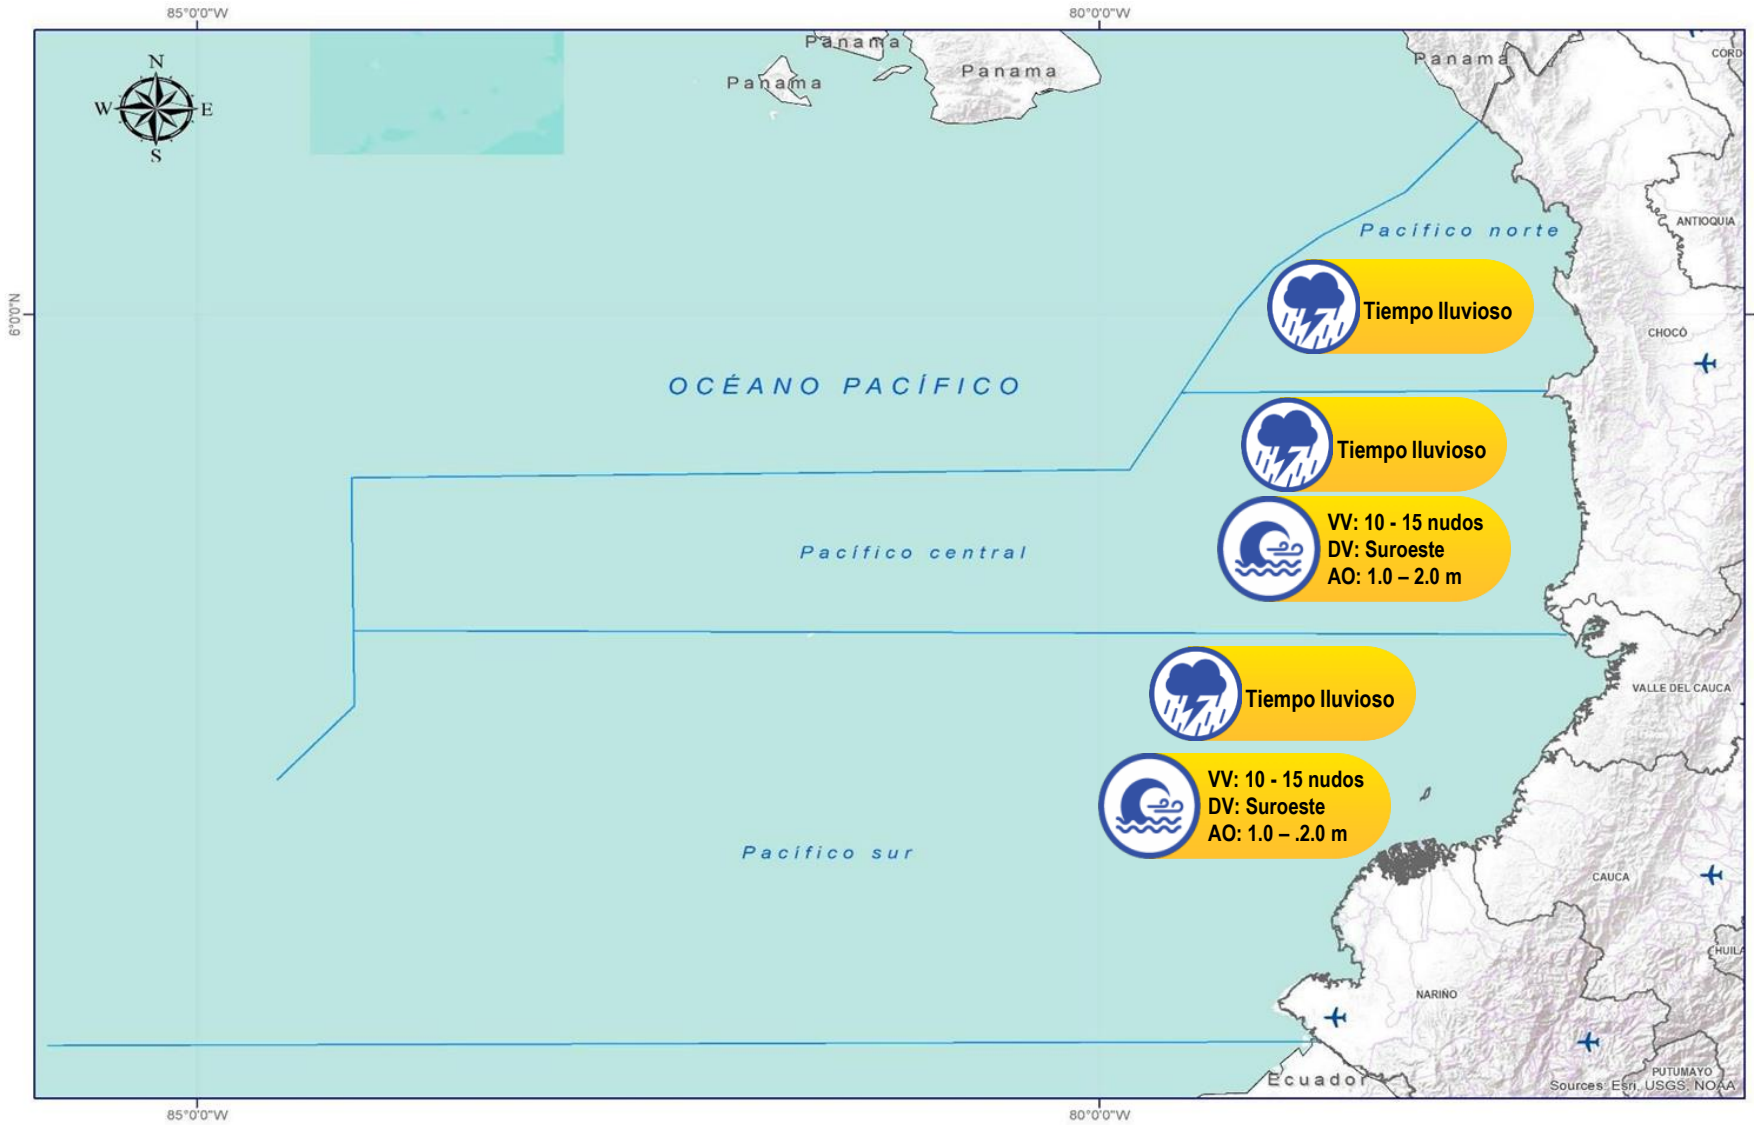 85°0'0"W
80°0'0"W
N
W
E
S
Panama
Panama
Panama
Panama
CÓRD
ANTIOQUIA
Pacífico norte
6°0'0"N
Tiempo lluvioso
CHOCÓ
OCÉANO PACÍFICO
Tiempo lluvioso
VV: 10 - 15 nudos
DV: Suroeste
AO: 1.0 – 2.0 m
Pacífico central
VALLE DEL CAUCA
Tiempo lluvioso
VV: 10 - 15 nudos
DV: Suroeste
AO: 1.0 – .2.0 m
Pacífico sur
CAUCA
HUILA
NARIÑO
Ecuador
PUTUMAYO
Sources: Esri, USGS, NOAA
85°0'0"W
80°0'0"W